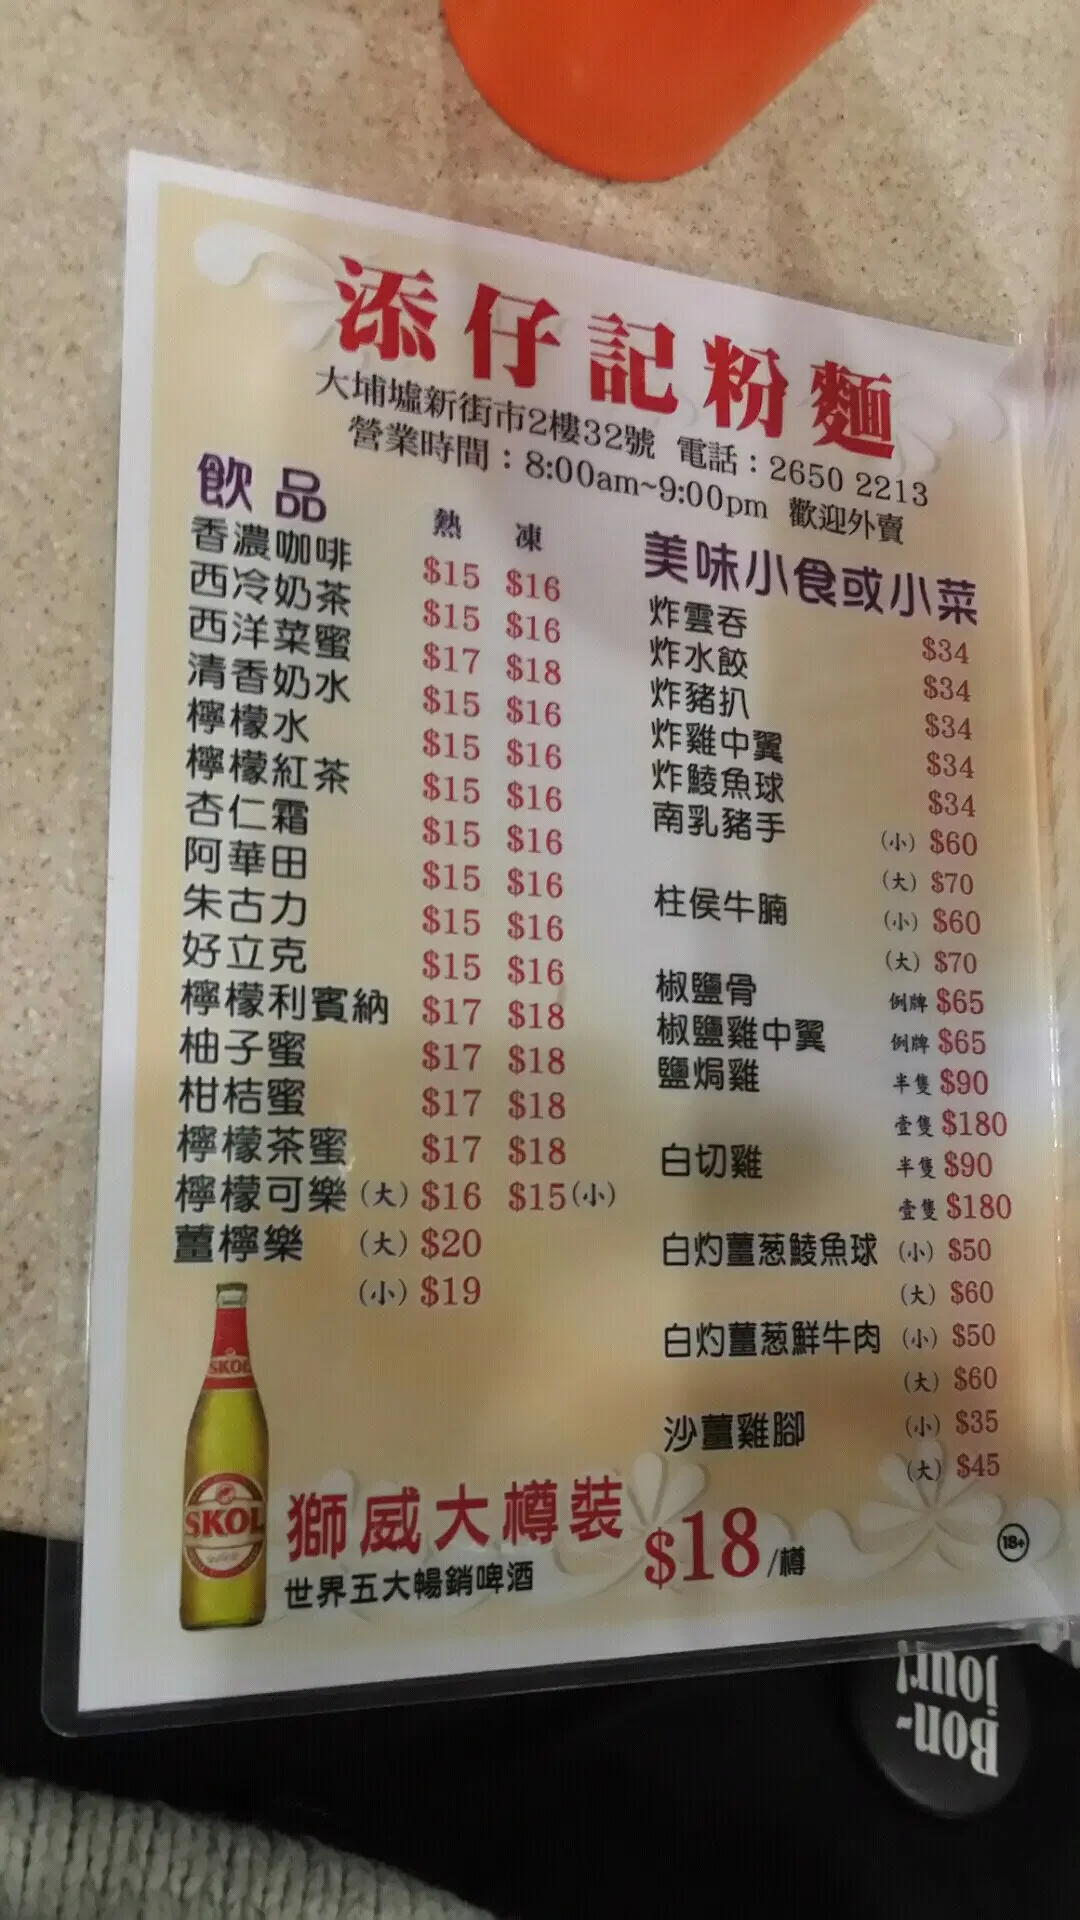 添仔記粉麵
大埔墟新街市2樓32號 電話：2650 2213
營業時間：8:00am~9:00pm 歡迎外賣
飲品
熱 凍
香濃咖啡 $15 $16
西冷奶茶 $15 $16
西洋菜蜜 $17 $18
清香奶水 $15 $16
檸檬水 $15 $16
檸檬紅茶 $15 $16
杏仁霜 $15 $16
阿華田 $15 $16
朱古力 $15 $16
好立克 $15 $16
檸檬利賓納 $17 $18
柚子蜜 $17 $18
柑桔蜜 $17 $18
檸檬茶蜜 $17 $18
檸檬可樂 (大) $16 $15(小)
薑檸樂 (大) $20
(小) $19
美味小食或小菜
炸雲吞 $34
炸水餃 $34
炸豬扒 $34
炸雞中翼 $34
炸鯪魚球 $34
南乳豬手 (小) $60
(大) $70
柱侯牛腩 (小) $60
(大) $70
椒鹽骨 例牌 $65
椒鹽雞中翼 例牌 $65
鹽焗雞 半隻 $90
壹隻 $180
白切雞 半隻 $90
壹隻 $180
白灼薑葱鯪魚球 (小) $50
(大) $60
白灼薑葱鮮牛肉 (小) $50
(大) $60
沙薑雞腳 (小) $35
(大) $45
SKOL
SKOL
獅威大樽裝 $18/樽
世界五大暢銷啤酒
18+
Bon-
jour!